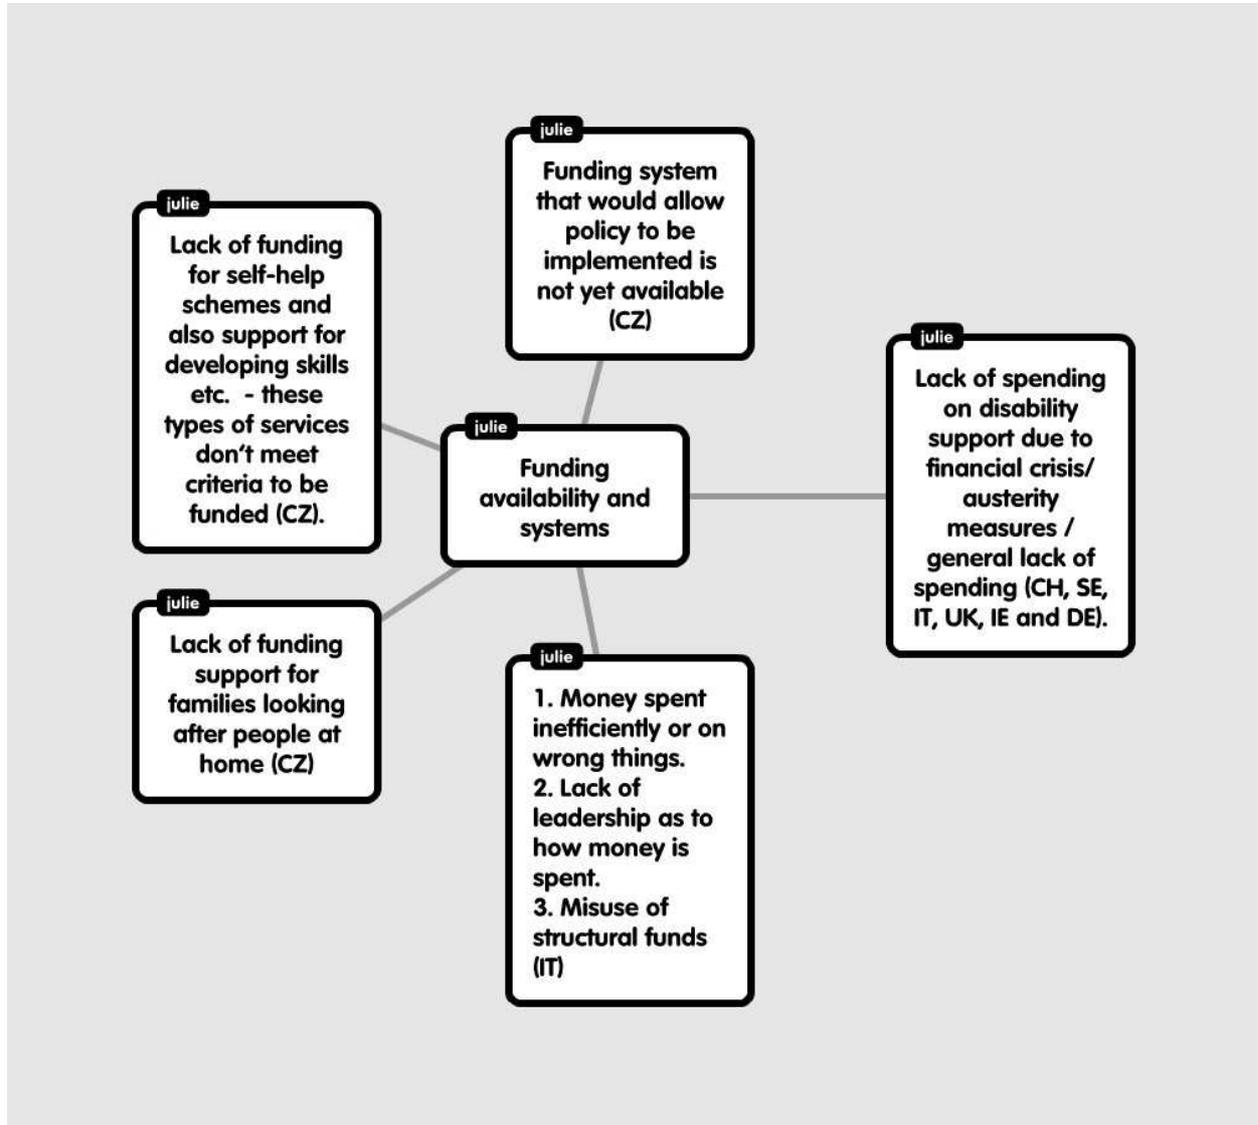 julie
Funding system
that would allow
policy to be
implemented is
not yet available
(CZ)
julie
Lack of funding
for self-help
schemes and
also support for
developing skills
etc.  - these
types of services
don't meet
criteria to be
funded (CZ).
julie
Lack of spending
on disability
support due to
financial crisis/
austerity
measures /
general lack of
spending (CH, SE,
IT, UK, IE and DE).
julie
Funding
availability and
systems
julie
Lack of funding
support for
families looking
after people at
home (CZ)
julie
1. Money spent
inefficiently or on
wrong things.
2. Lack of
leadership as to
how money is
spent.
3. Misuse of
structural funds
(IT)